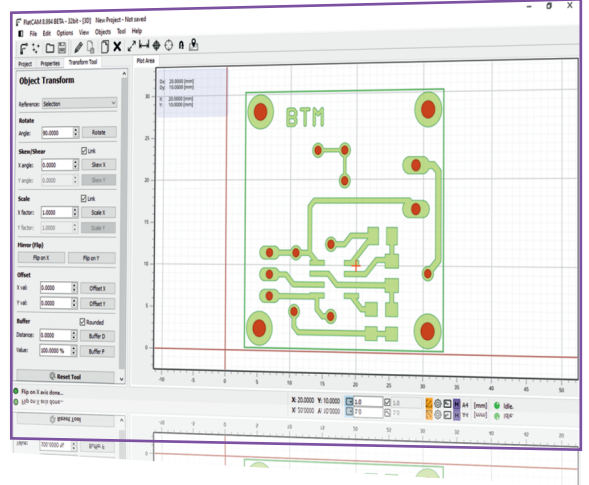 FlatCAM 8.994 BETA - 32bit - [3D] New Project - Not saved
File Edit Options View Objects Tool Help
Project Properties Transform Tool Plot Area
Object Transform
Reference: Selection
Rotate
Angle: 90.0000 Rotate
Skew/Shear Link
X angle: 0.0000 Skew X
Y angle: 0.0000 Skew Y
Scale Link
X factor: 1.0000 Scale X
Y factor: 1.0000 Scale Y
Mirror (Flip)
Flip on X Flip on Y
Offset
X val: 0.0000 Offset X
Y val: 0.0000 Offset Y
Buffer Rounded
Distance: 0.0000 Buffer D
Value: 100.0000 % Buffer F
Reset Tool
Dx: 20.0000 [mm]
Dy: 10.0000 [mm]
X: 20.0000 [mm]
Y: 10.0000 [mm]
BTM
30
25
20
15
10
5
0
-10 -5 0 5 10 15 20 25 30 35 40 45 50
Flip on X axis done...
X: 20.0000 Y: 10.0000 1.0 1.0 A4 [mm] Idle.